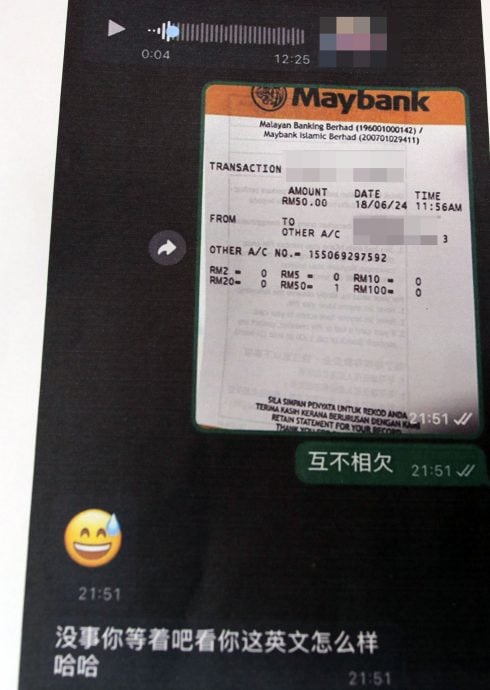 0:04 12:25
Maybank
Malayan Banking Berhad (196001000142) /
Maybank Islamic Berhad (200701029411)
TRANSACTION
AMOUNT DATE TIME
RM50.00 18/06/24 11:56AM
FROM TO
OTHER A/C 3
OTHER A/C NO.= 155069297592
RM2 = 0 RM5 = 0 RM10 = 0
RM20= 0 RM50= 1 RM100= 0
SILA SIMPAN PENYATA UNTUK REKOD ANDA
TERIMA KASIH KERANA BERURUSAN DENGAN KAMI
RETAIN STATEMENT FOR YOUR RECORD
21:51
互不相欠 21:51
21:51
没事你等着吧看你这英文怎么样
哈哈 21:51